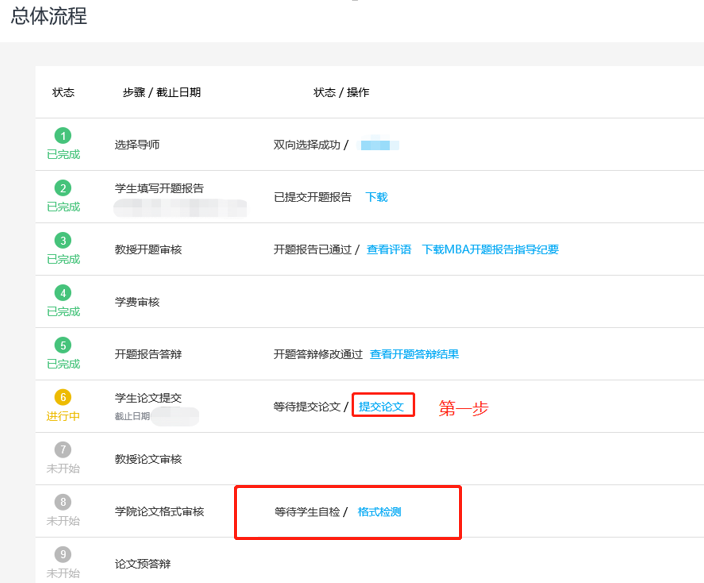 总体流程
状态 步骤 / 截止日期 状态 / 操作
1
已完成 选择导师 双向选择成功 /
2
已完成 学生填写开题报告 已提交开题报告 下载
3
已完成 教授开题审核 开题报告已通过 / 查看评语 下载MBA开题报告指导纪要
4
已完成 学费审核
5
已完成 开题报告答辩 开题答辩修改通过 查看开题答辩结果
6
进行中 学生论文提交 等待提交论文 / 提交论文 第一步
截止日期
7
未开始 教授论文审核
8
未开始 学院论文格式审核 等待学生自检 / 格式检测
9
未开始 论文预答辩